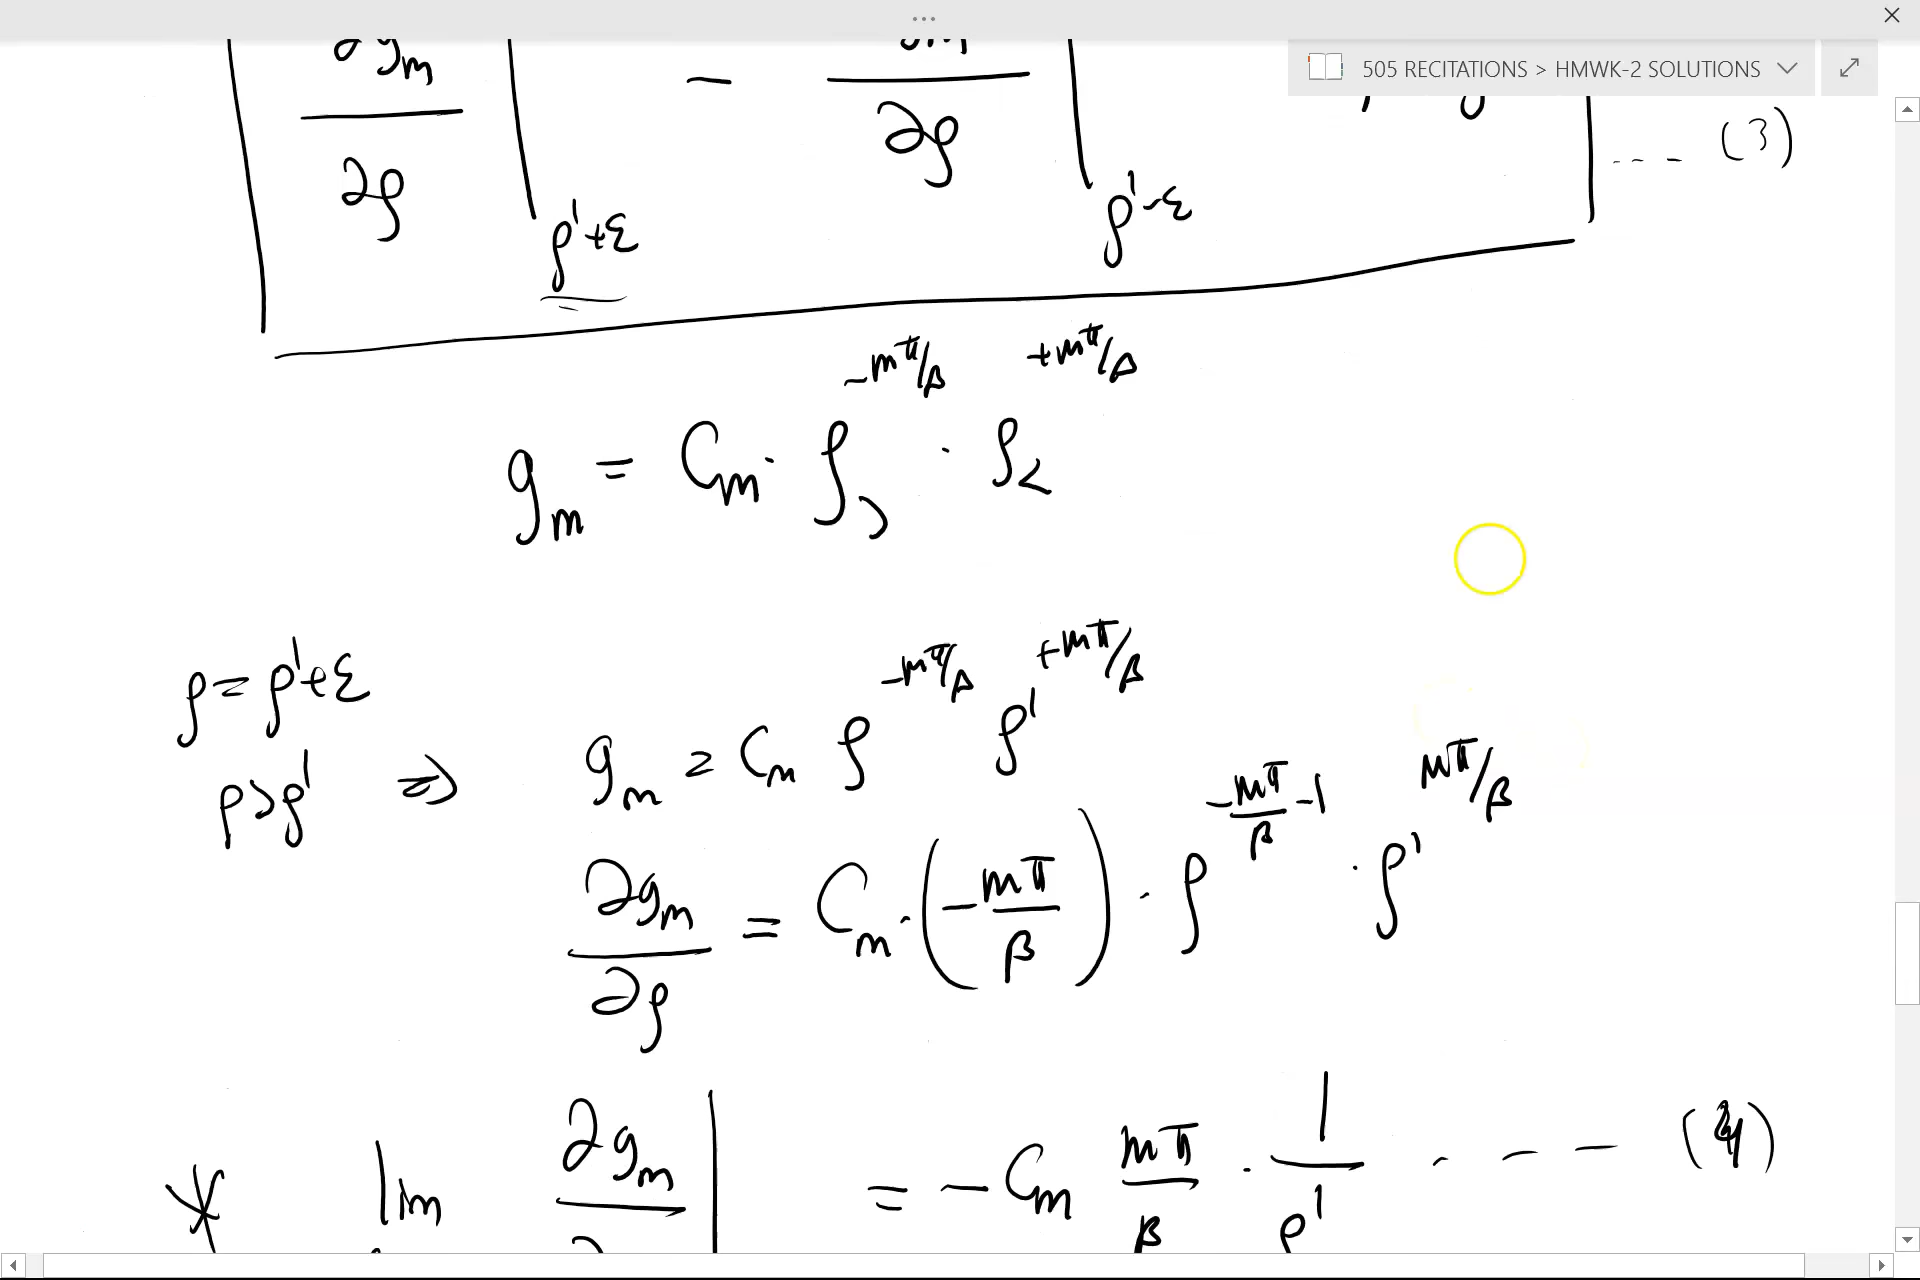 505 RECITATIONS > HMWK-2 SOLUTIONS
∂g_m/∂ρ |_{ρ'+ε} − /∂ρ |_{ρ'−ε} --- (3)
g_m = C_m · ρ_>^{-mπ/β} · ρ_<^{+mπ/β}
ρ = ρ'+ε
ρ>ρ' ⇒ g_m = C_m ρ^{-mπ/β} ρ'^{+mπ/β}
∂g_m/∂ρ = C_m · (-mπ/β) · ρ^{-mπ/β -1} · ρ'^{mπ/β}
* lim ∂g_m/∂ | = - C_m mπ/β · 1/ρ' · - - (4)